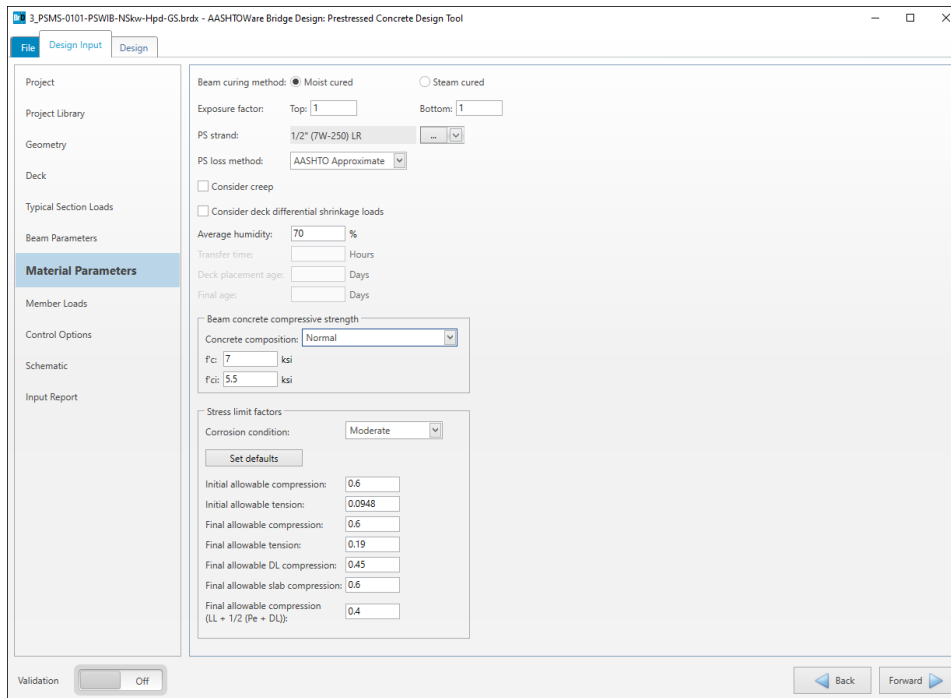 BrD 3_PSMS-0101-PSWIB-NSkw-Hpd-GS.brdx - AASHTOWare Bridge Design: Prestressed Concrete Design Tool
File Design Input Design
Project
Project Library
Geometry
Deck
Typical Section Loads
Beam Parameters
Material Parameters
Member Loads
Control Options
Schematic
Input Report
Beam curing method: Moist cured Steam cured
Exposure factor: Top: 1 Bottom: 1
PS strand: 1/2" (7W-250) LR ...
PS loss method: AASHTO Approximate
Consider creep
Consider deck differential shrinkage loads
Average humidity: 70 %
Transfer time: Hours
Deck placement age: Days
Final age: Days
Beam concrete compressive strength
Concrete composition: Normal
f'c: 7 ksi
f'ci: 5.5 ksi
Stress limit factors
Corrosion condition: Moderate
Set defaults
Initial allowable compression: 0.6
Initial allowable tension: 0.0948
Final allowable compression: 0.6
Final allowable tension: 0.19
Final allowable DL compression: 0.45
Final allowable slab compression: 0.6
Final allowable compression
(LL + 1/2 (Pe + DL)): 0.4
Validation Off
Back Forward